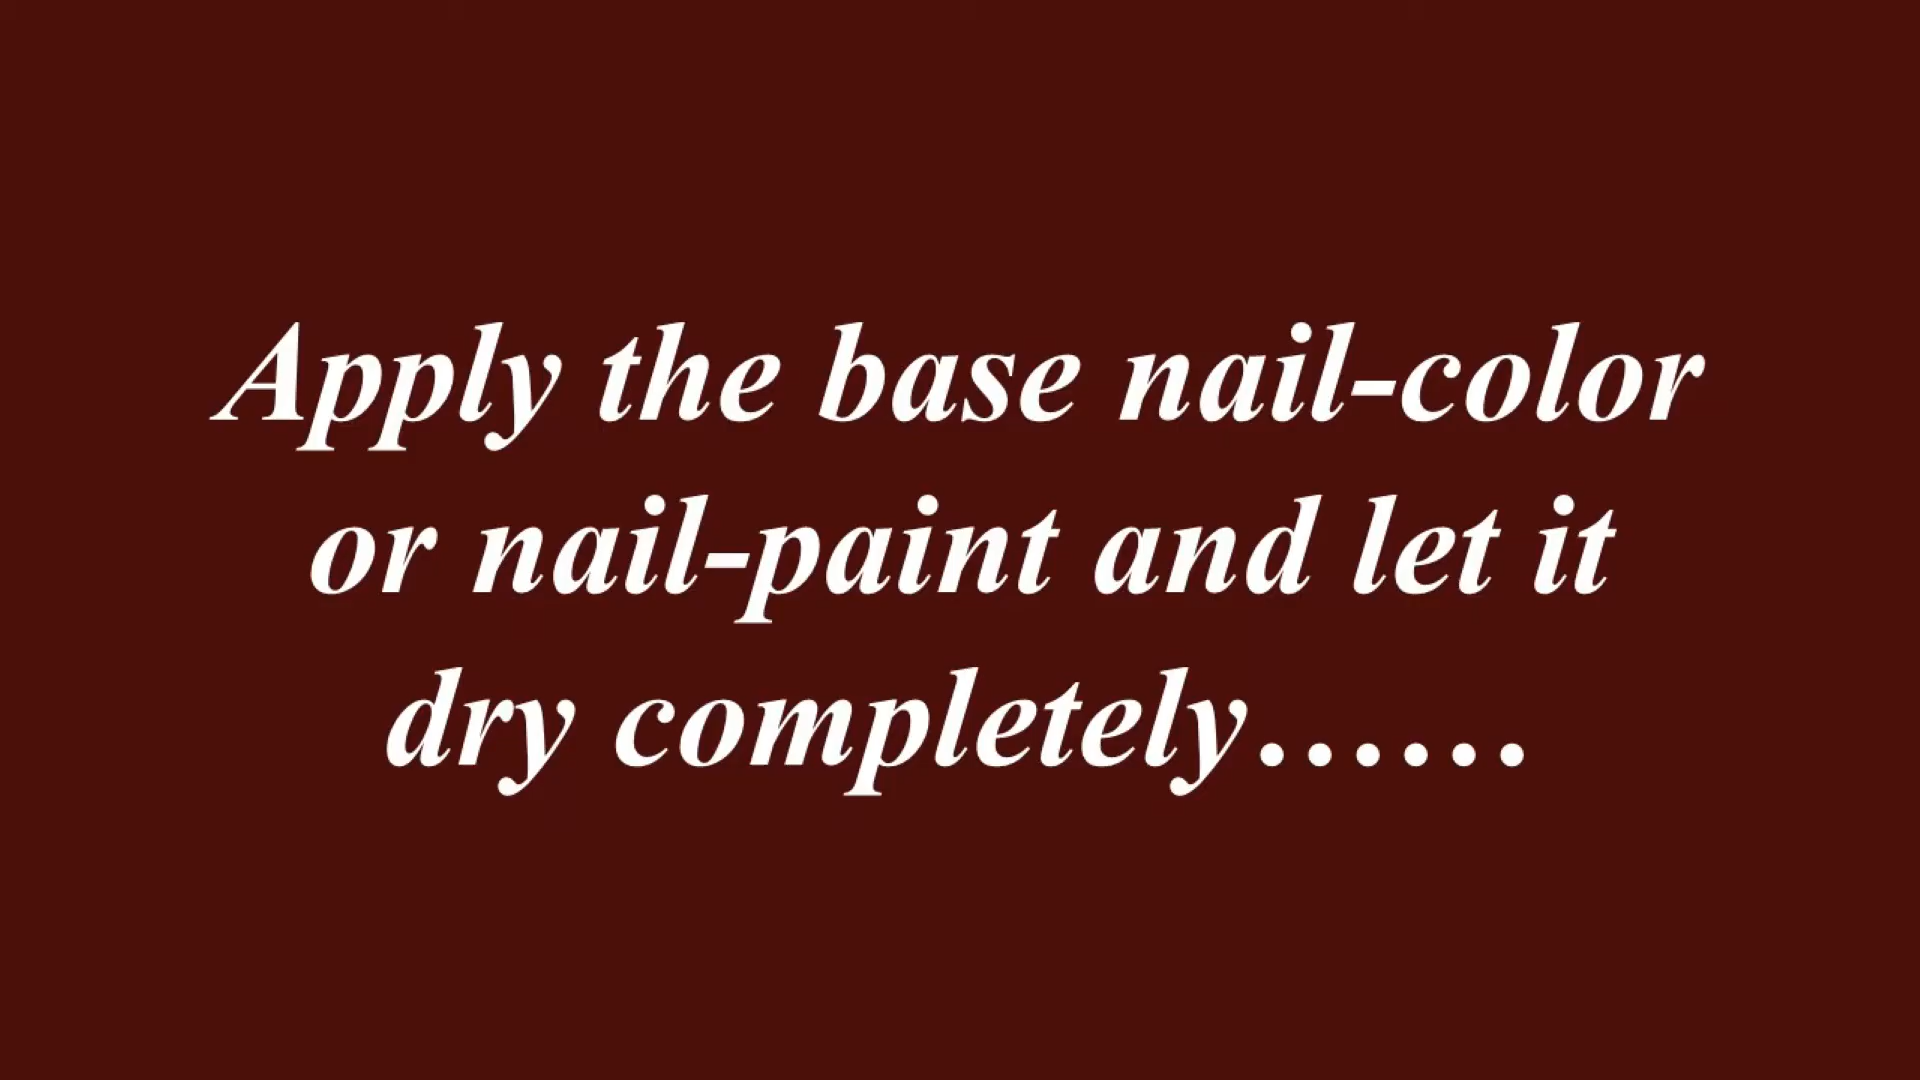 Apply the base nail-color
or nail-paint and let it
dry completely......